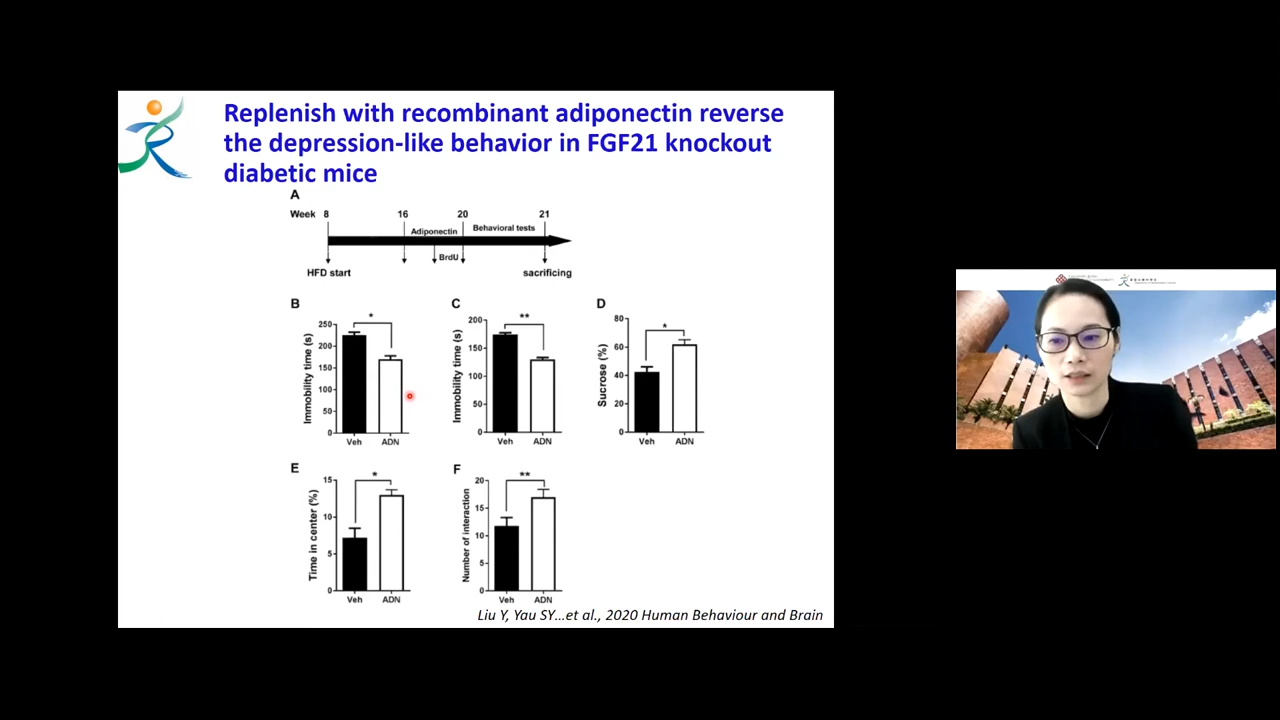 Replenish with recombinant adiponectin reverse
the depression-like behavior in FGF21 knockout
diabetic mice
A
Week 8 16 20 21
Adiponectin Behavioral tests
BrdU
HFD start sacrificing
B
Immobility time (s)
250
200
150
100
50
0
*
Veh ADN
C
Immobility time (s)
200
150
100
50
0
**
Veh ADN
D
Sucrose (%)
80
60
40
20
0
*
Veh ADN
E
Time in center (%)
15
10
5
0
*
Veh ADN
F
Number of interaction
20
15
10
5
0
**
Veh ADN
Liu Y, Yau SY...et al., 2020 Human Behaviour and Brain